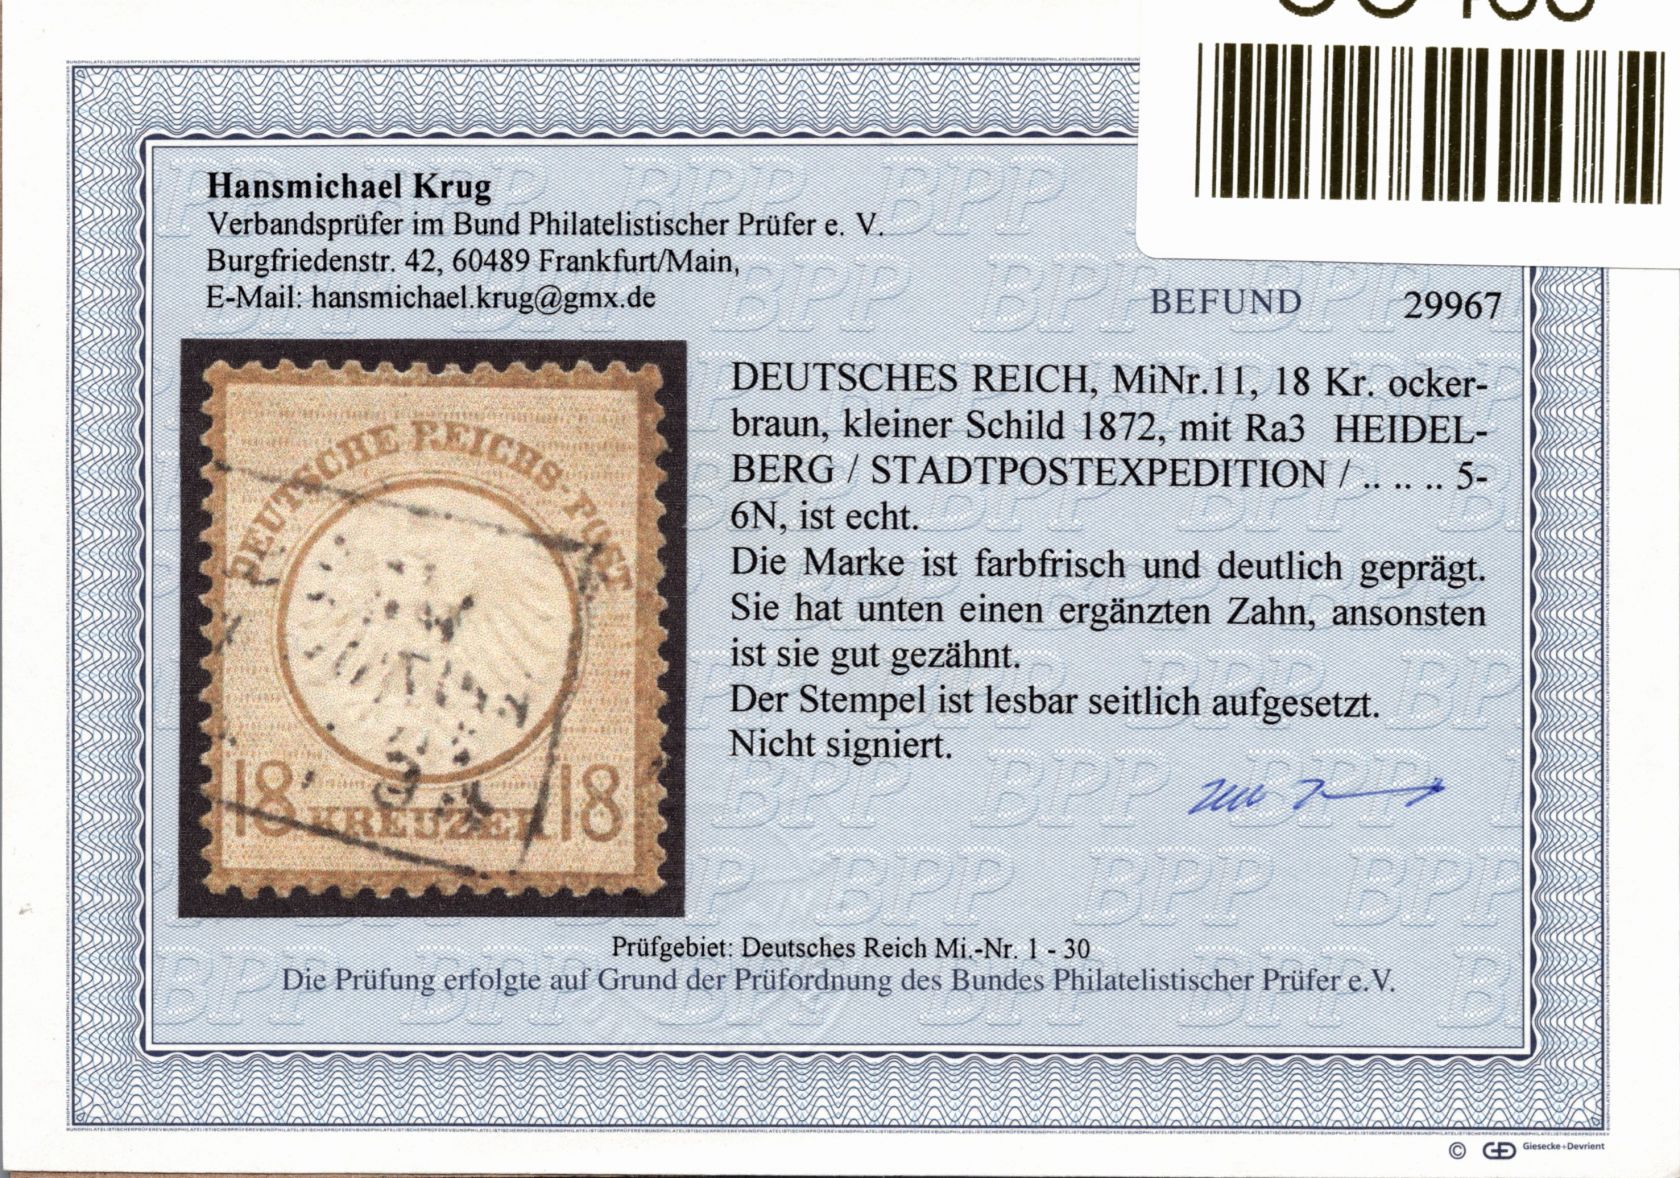 Hansmichael Krug
Verbandsprüfer im Bund Philatelistischer Prüfer e. V.
Burgfriedenstr. 42, 60489 Frankfurt/Main,
E-Mail: hansmichael.krug@gmx.de
BEFUND 29967
DEUTSCHES REICH, MiNr.11, 18 Kr. ocker-
braun, kleiner Schild 1872, mit Ra3 HEIDEL-
BERG / STADTPOSTEXPEDITION / .. .. .. 5-
6N, ist echt.
Die Marke ist farbfrisch und deutlich geprägt.
Sie hat unten einen ergänzten Zahn, ansonsten
ist sie gut gezähnt.
Der Stempel ist lesbar seitlich aufgesetzt.
Nicht signiert.
DEUTSCHE REICHS-POST
18 KREUZER 18
Prüfgebiet: Deutsches Reich Mi.-Nr. 1 - 30
Die Prüfung erfolgte auf Grund der Prüfordnung des Bundes Philatelistischer Prüfer e.V.
© GD Giesecke+Devrient
BPP